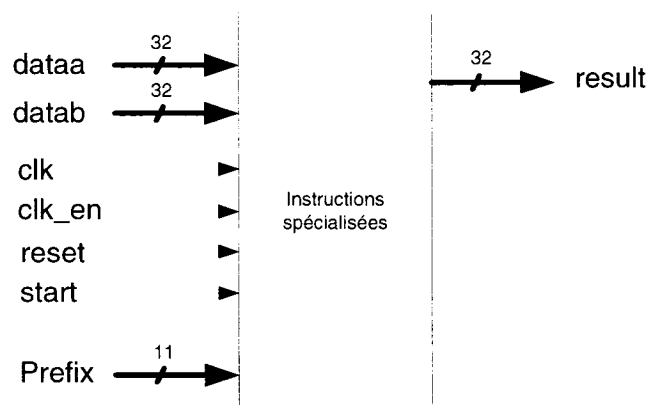 32
dataa
32
result
32
datab
clk
clk_en
Instructions
spécialisées
reset
start
11
Prefix